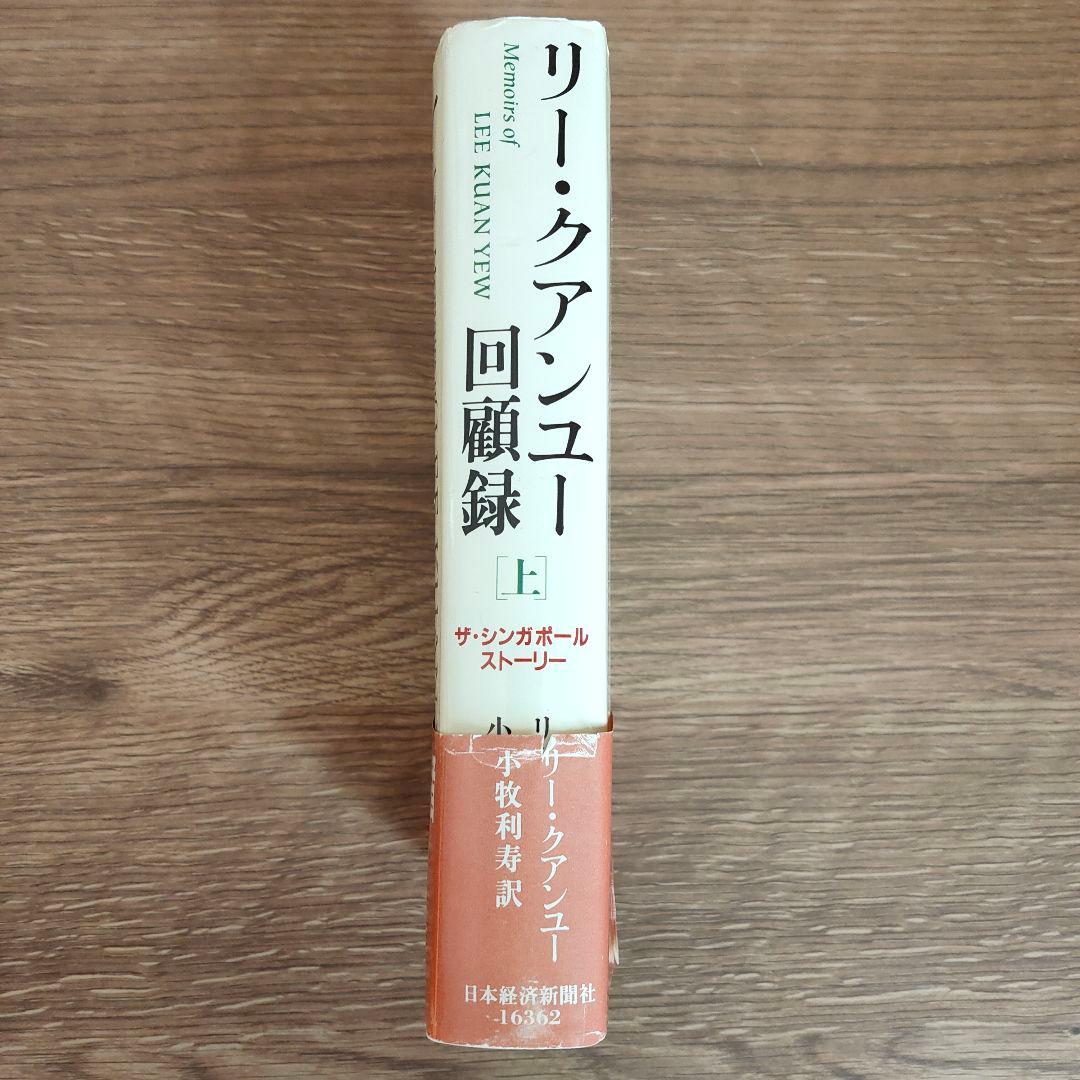 リー・クアンユー
回顧録
[上]
Memoirs of
LEE KUAN YEW
ザ・シンガポール
ストーリー
リ
小
リー・クアンユー
小牧利寿 訳
日本経済新聞社
16362